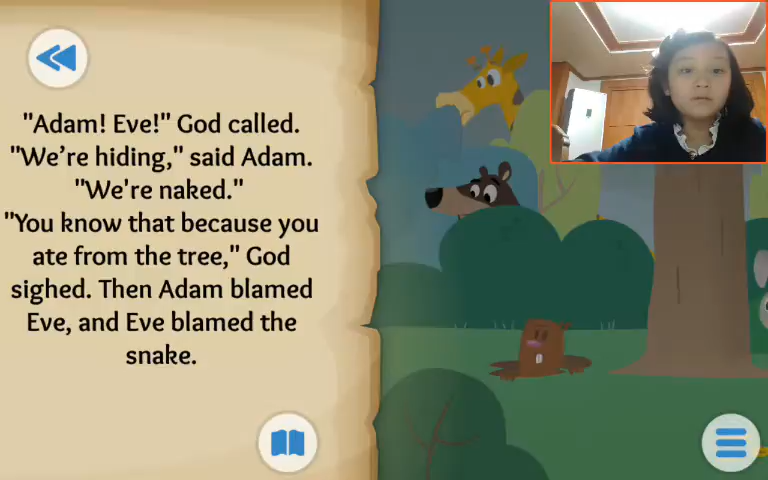 "Adam! Eve!" God called.
"We’re hiding," said Adam.
"We're naked."
"You know that because you
ate from the tree," God
sighed. Then Adam blamed
Eve, and Eve blamed the
snake.